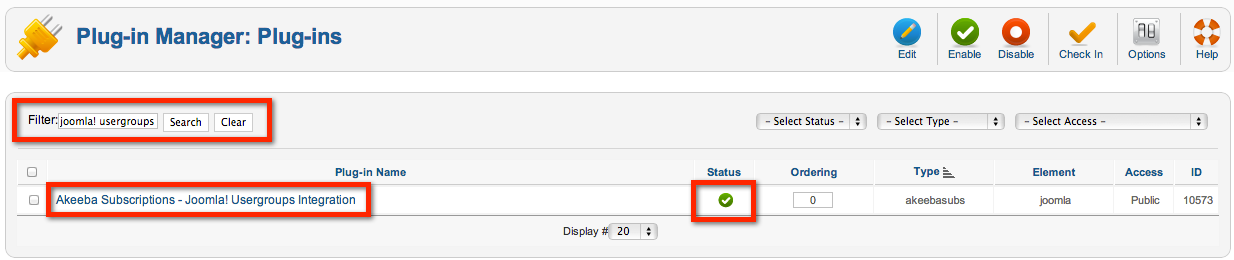 Plug-in Manager: Plug-ins
Edit Enable Disable Check In Options Help
Filter: joomla! usergroups Search Clear - Select Status - - Select Type - - Select Access -
Plug-in Name Status Ordering Type Element Access ID
Akeeba Subscriptions - Joomla! Usergroups Integration 0 akeebasubs joomla Public 10573
Display # 20